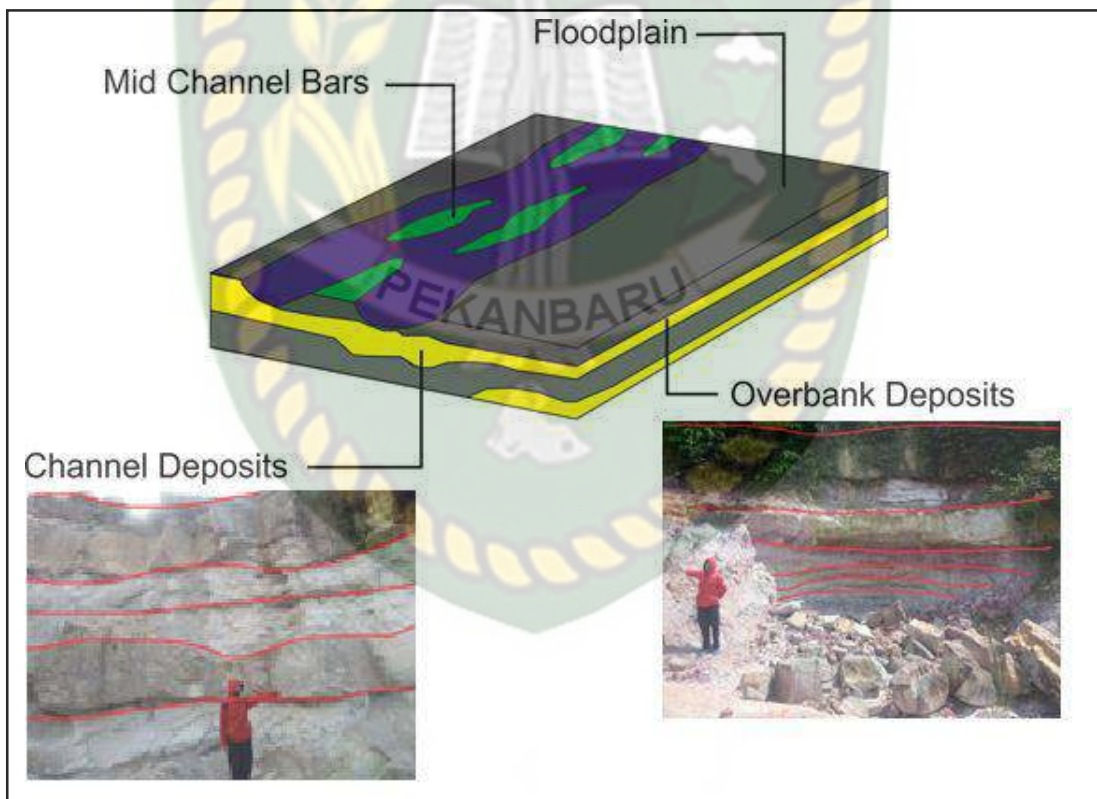 Floodplain
Mid Channel Bars
PEKANBARU
Overbank Deposits
Channel Deposits